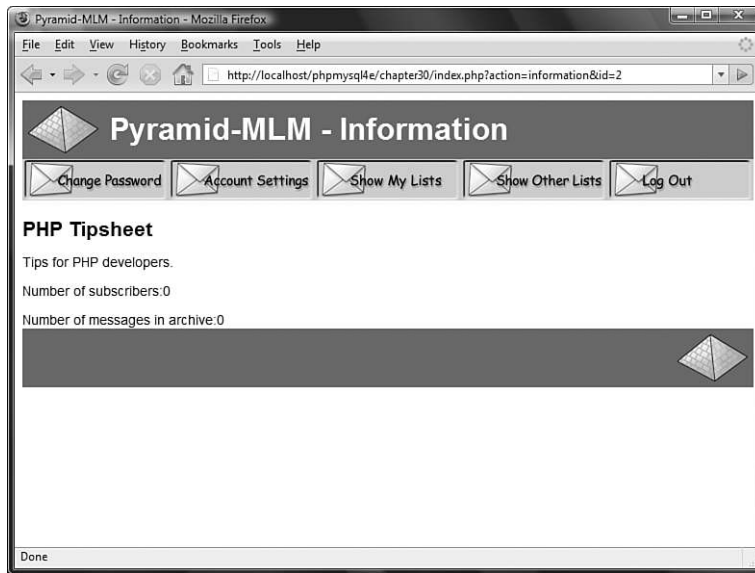 Pyramid-MLM - Information - Mozilla Firefox
File Edit View History Bookmarks Tools Help
http://localhost/phpmysql4e/chapter30/index.php?action=information&id=2
Pyramid-MLM - Information
Change Password Account Settings Show My Lists Show Other Lists Log Out
PHP Tipsheet
Tips for PHP developers.
Number of subscribers:0
Number of messages in archive:0
Done